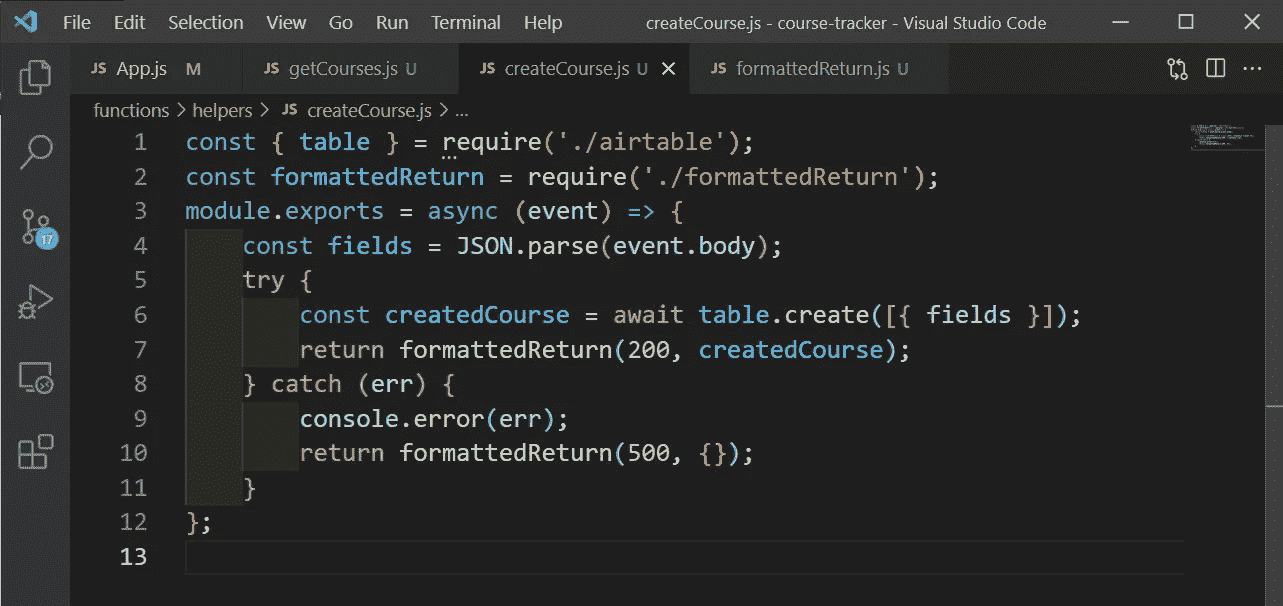 File Edit Selection View Go Run Terminal Help createCourse.js - course-tracker - Visual Studio Code
JS App.js M JS getCourses.js U JS createCourse.js U JS formattedReturn.js U
functions > helpers > JS createCourse.js > ...
1 const { table } = require('./airtable');
2 const formattedReturn = require('./formattedReturn');
3 module.exports = async (event) => {
4 const fields = JSON.parse(event.body);
5 try {
6 const createdCourse = await table.create([{ fields }]);
7 return formattedReturn(200, createdCourse);
8 } catch (err) {
9 console.error(err);
10 return formattedReturn(500, {});
11 }
12 };
13
17